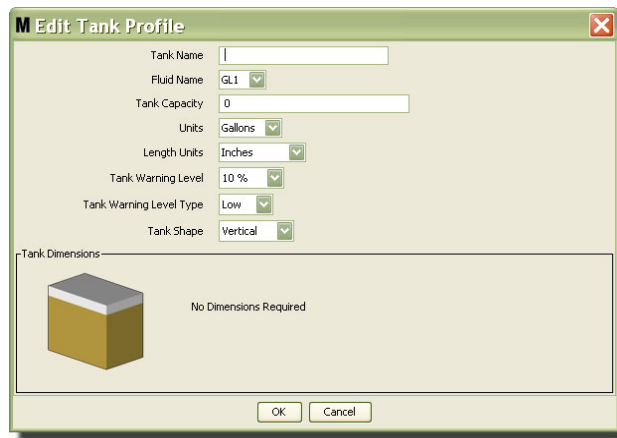 M Edit Tank Profile
Tank Name
Fluid Name GL1
Tank Capacity 0
Units Gallons
Length Units Inches
Tank Warning Level 10 %
Tank Warning Level Type Low
Tank Shape Vertical
Tank Dimensions
No Dimensions Required
OK Cancel